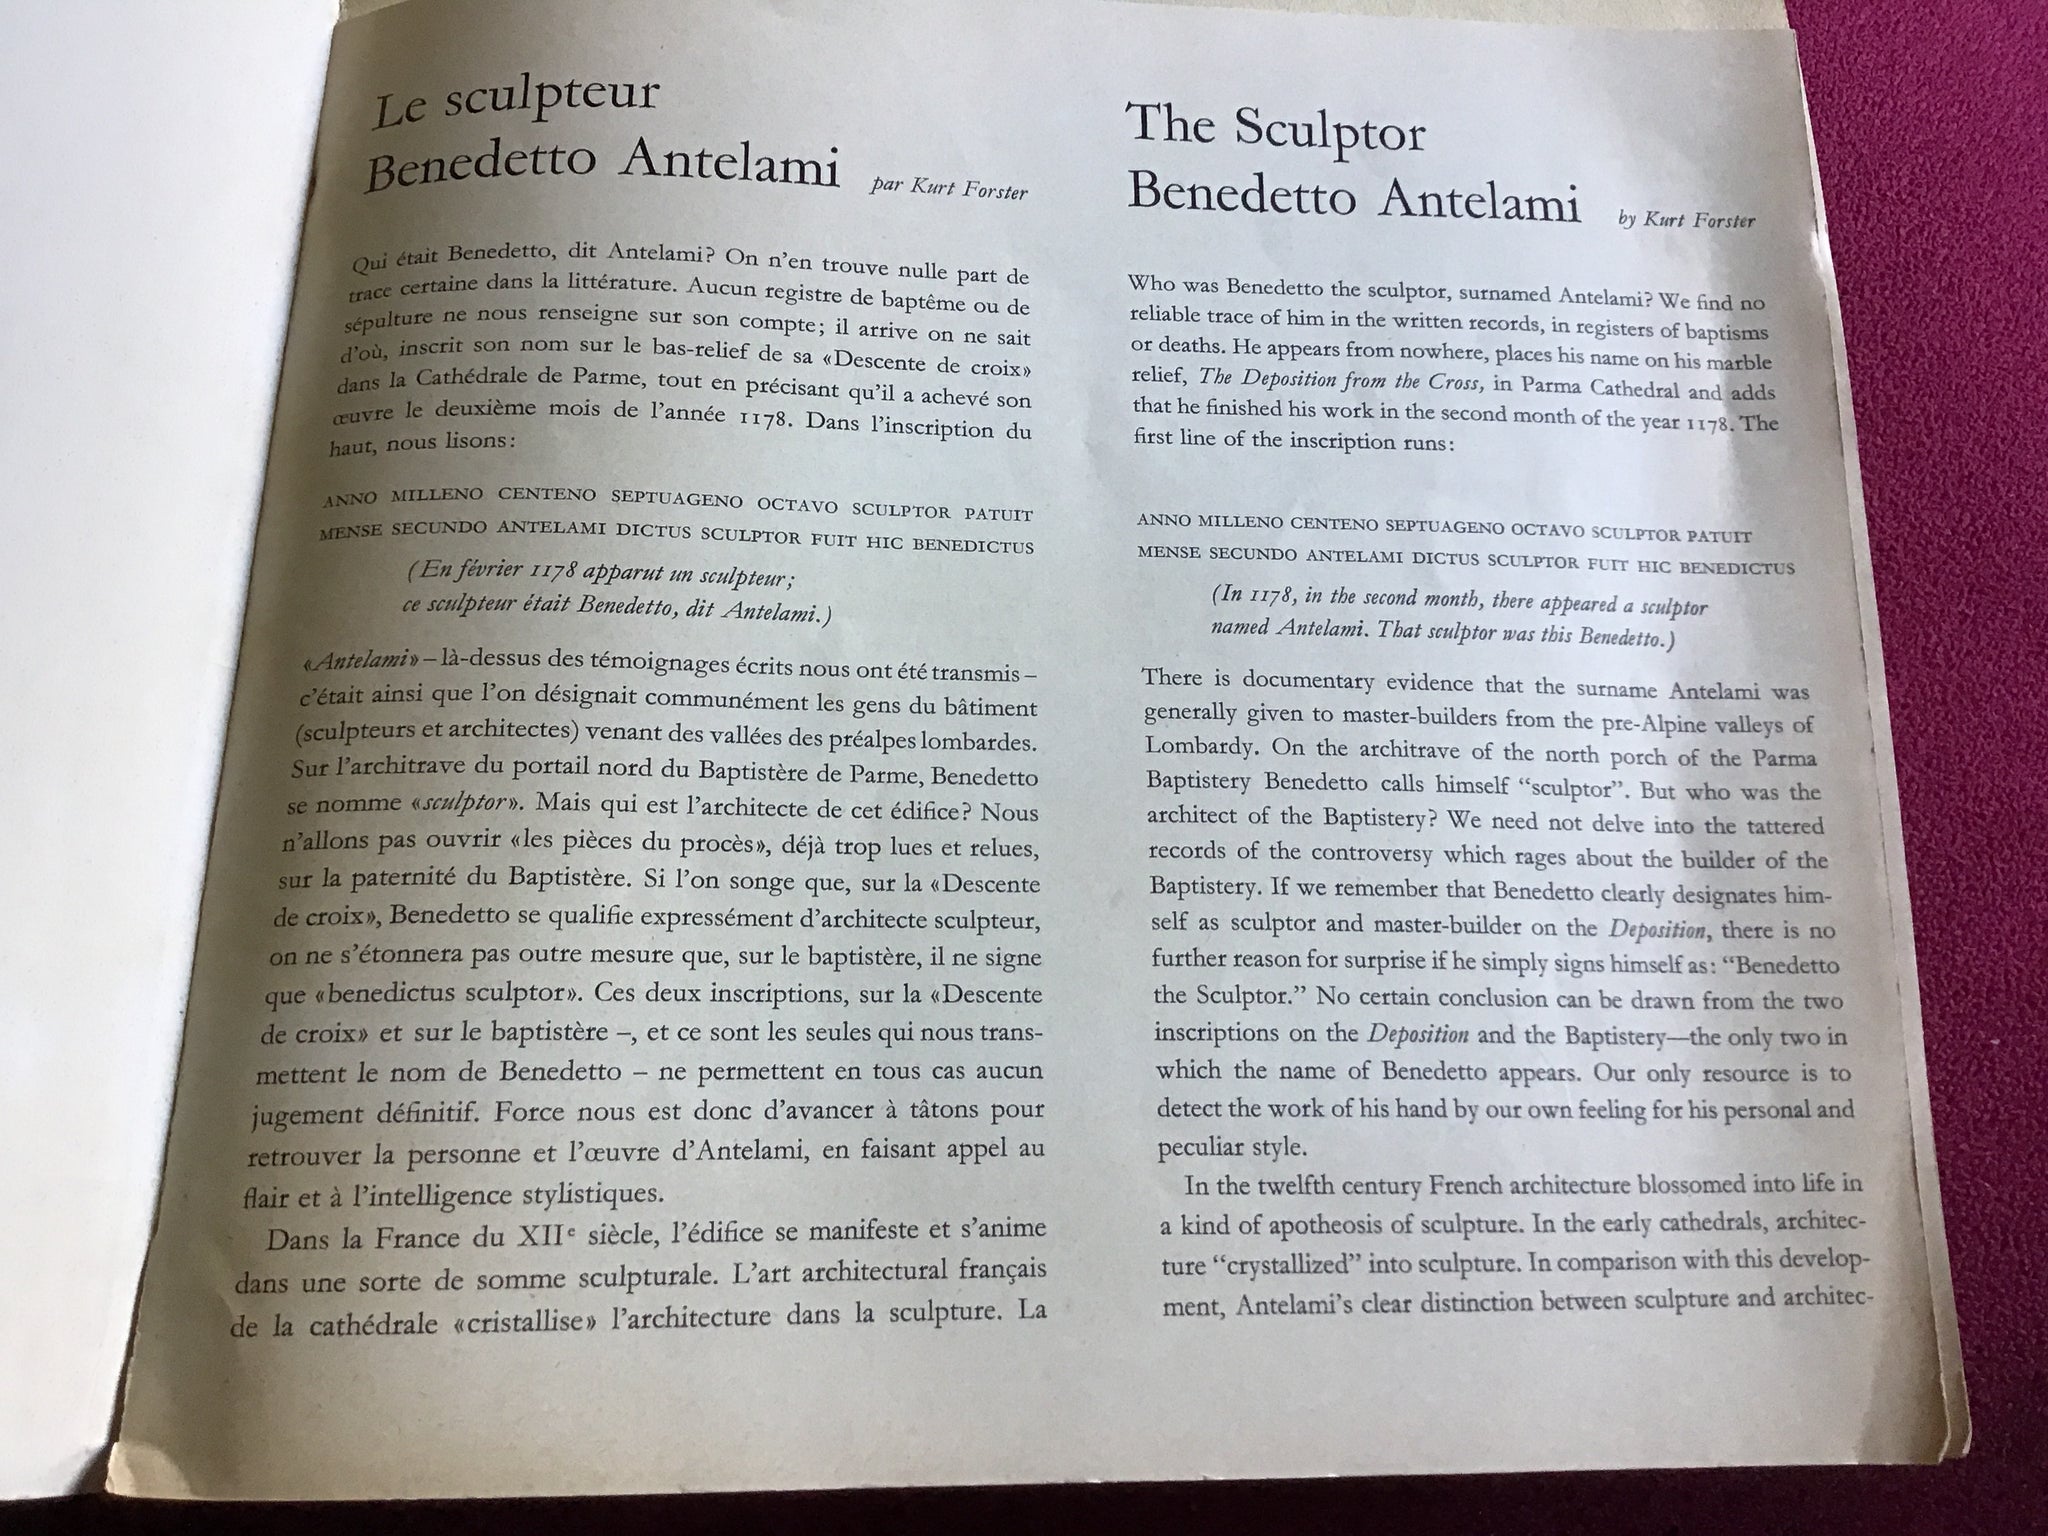 Le sculpteur
Benedetto Antelami par Kurt Forster
Qui était Benedetto, dit Antelami? On n'en trouve nulle part de
trace certaine dans la littérature. Aucun registre de baptême ou de
sépulture ne nous renseigne sur son compte; il arrive on ne sait
d'où, inscrit son nom sur le bas-relief de sa «Descente de croix»
dans la Cathédrale de Parme, tout en précisant qu'il a achevé son
œuvre le deuxième mois de l'année 1178. Dans l'inscription du
haut, nous lisons:
ANNO MILLENO CENTENO SEPTUAGENO OCTAVO SCULPTOR PATUIT
MENSE SECUNDO ANTELAMI DICTUS SCULPTOR FUIT HIC BENEDICTUS
(En février 1178 apparut un sculpteur;
ce sculpteur était Benedetto, dit Antelami.)
«Antelami» – là-dessus des témoignages écrits nous ont été transmis –
c'était ainsi que l'on désignait communément les gens du bâtiment
(sculpteurs et architectes) venant des vallées des préalpes lombardes.
Sur l'architrave du portail nord du Baptistère de Parme, Benedetto
se nomme «sculptor». Mais qui est l'architecte de cet édifice? Nous
n'allons pas ouvrir «les pièces du procès», déjà trop lues et relues,
sur la paternité du Baptistère. Si l'on songe que, sur la «Descente
de croix», Benedetto se qualifie expressément d'architecte sculpteur,
on ne s'étonnera pas outre mesure que, sur le baptistère, il ne signe
que «benedictus sculptor». Ces deux inscriptions, sur la «Descente
de croix» et sur le baptistère –, et ce sont les seules qui nous trans-
mettent le nom de Benedetto – ne permettent en tous cas aucun
jugement définitif. Force nous est donc d'avancer à tâtons pour
retrouver la personne et l'œuvre d'Antelami, en faisant appel au
flair et à l'intelligence stylistiques.
Dans la France du XIIe siècle, l'édifice se manifeste et s'anime
dans une sorte de somme sculpturale. L'art architectural français
de la cathédrale «cristallise» l'architecture dans la sculpture. La
The Sculptor
Benedetto Antelami by Kurt Forster
Who was Benedetto the sculptor, surnamed Antelami? We find no
reliable trace of him in the written records, in registers of baptisms
or deaths. He appears from nowhere, places his name on his marble
relief, The Deposition from the Cross, in Parma Cathedral and adds
that he finished his work in the second month of the year 1178. The
first line of the inscription runs:
ANNO MILLENO CENTENO SEPTUAGENO OCTAVO SCULPTOR PATUIT
MENSE SECUNDO ANTELAMI DICTUS SCULPTOR FUIT HIC BENEDICTUS
(In 1178, in the second month, there appeared a sculptor
named Antelami. That sculptor was this Benedetto.)
There is documentary evidence that the surname Antelami was
generally given to master-builders from the pre-Alpine valleys of
Lombardy. On the architrave of the north porch of the Parma
Baptistery Benedetto calls himself “sculptor”. But who was the
architect of the Baptistery? We need not delve into the tattered
records of the controversy which rages about the builder of the
Baptistery. If we remember that Benedetto clearly designates him-
self as sculptor and master-builder on the Deposition, there is no
further reason for surprise if he simply signs himself as: “Benedetto
the Sculptor.” No certain conclusion can be drawn from the two
inscriptions on the Deposition and the Baptistery—the only two in
which the name of Benedetto appears. Our only resource is to
detect the work of his hand by our own feeling for his personal and
peculiar style.
In the twelfth century French architecture blossomed into life in
a kind of apotheosis of sculpture. In the early cathedrals, architec-
ture “crystallized” into sculpture. In comparison with this develop-
ment, Antelami's clear distinction between sculpture and architec-